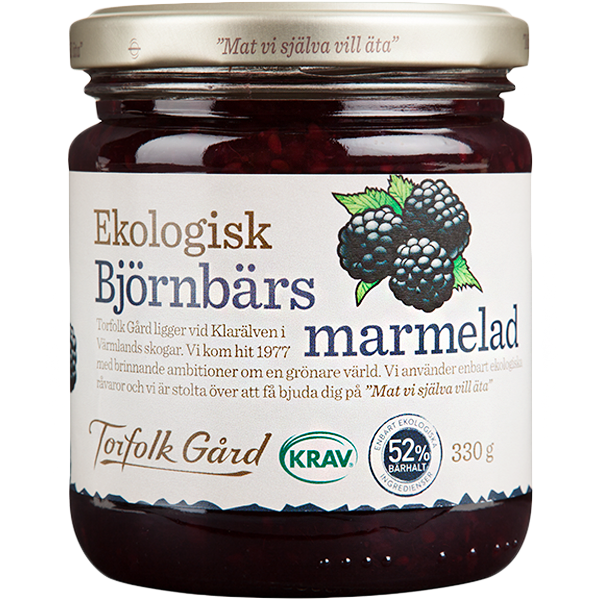 "Mat vi själva vill äta"
Ekologisk
Björnbärs
marmelad
Torfolk Gård ligger vid Klarälven i
Värmlands skogar. Vi kom hit 1977
med brinnande ambitioner om en grönare värld. Vi använder enbart ekologiska
råvaror och vi är stolta över att få bjuda dig på "Mat vi själva vill äta"
Torfolk Gård
KRAV
ENBART EKOLOGISKA
52%
BÄRHALT
INGREDIENSER
330 g